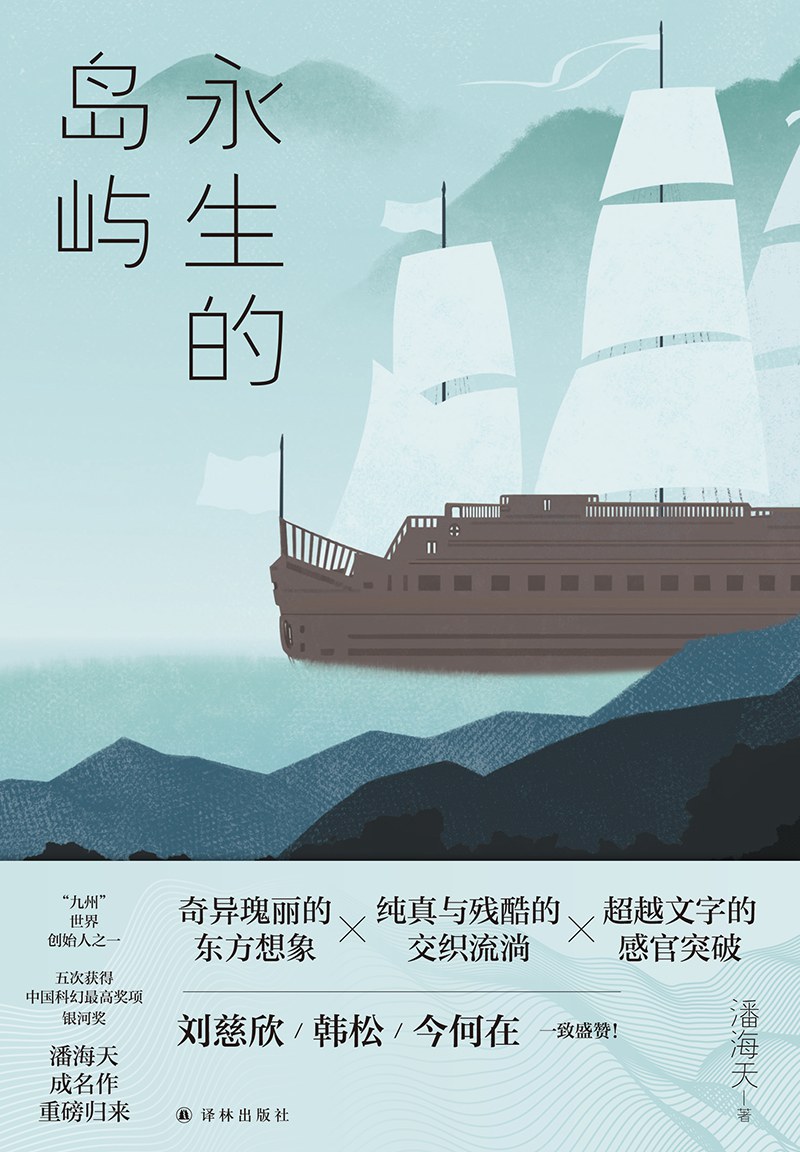 永生的
岛屿
“九州”
世界
创始人之一
五次获得
中国科幻最高奖项
银河奖
潘海天
成名作
重磅归来
奇异瑰丽的
东方想象
×
纯真与残酷的
交织流淌
×
超越文字的
感官突破
刘慈欣 / 韩松 / 今何在 一致盛赞!
潘海天—著
译林出版社